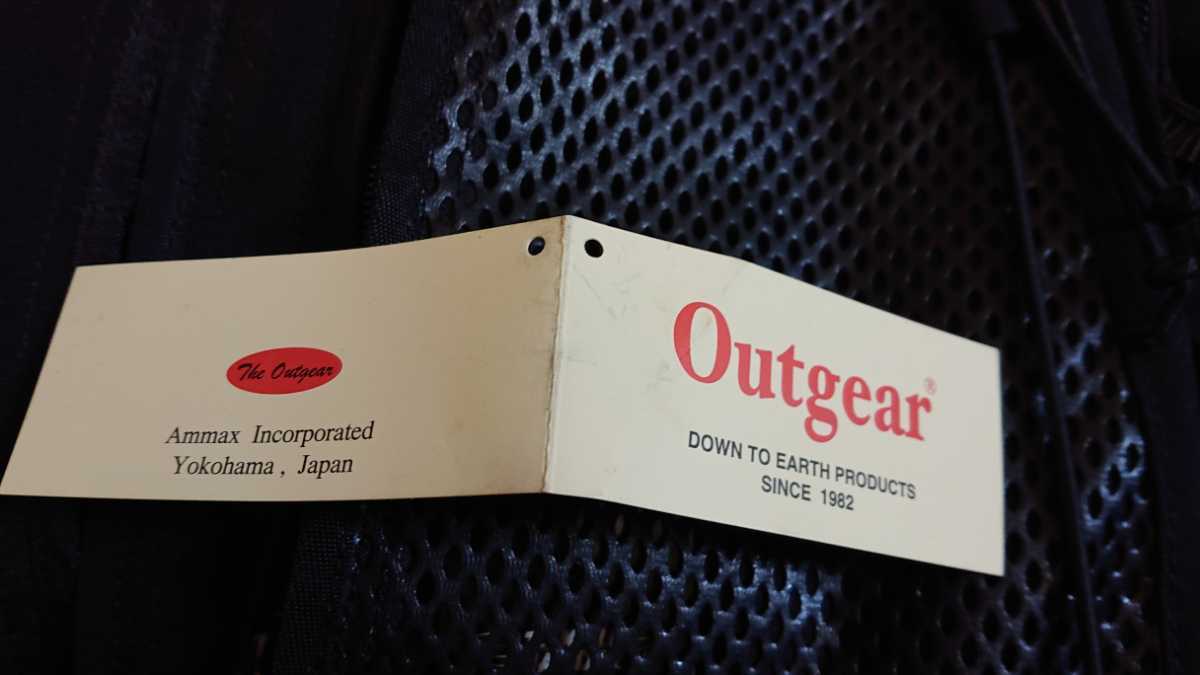 The Outgear
Ammax Incorporated
Yokohama , Japan
Outgear®
DOWN TO EARTH PRODUCTS
SINCE 1982